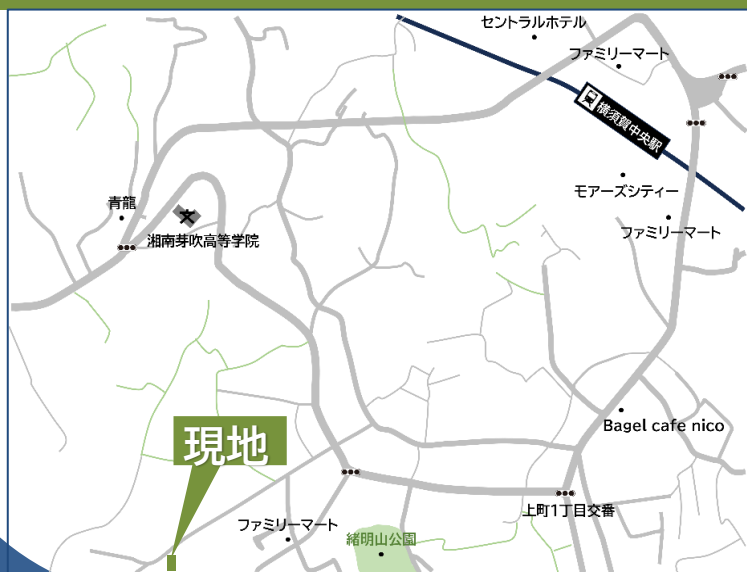 セントラルホテル
ファミリーマート
横須賀中央駅
モアーズシティー
青龍
ファミリーマート
湘南芽吹高等学院
Bagel cafe nico
現地
上町1丁目交番
ファミリーマート
緒明山公園